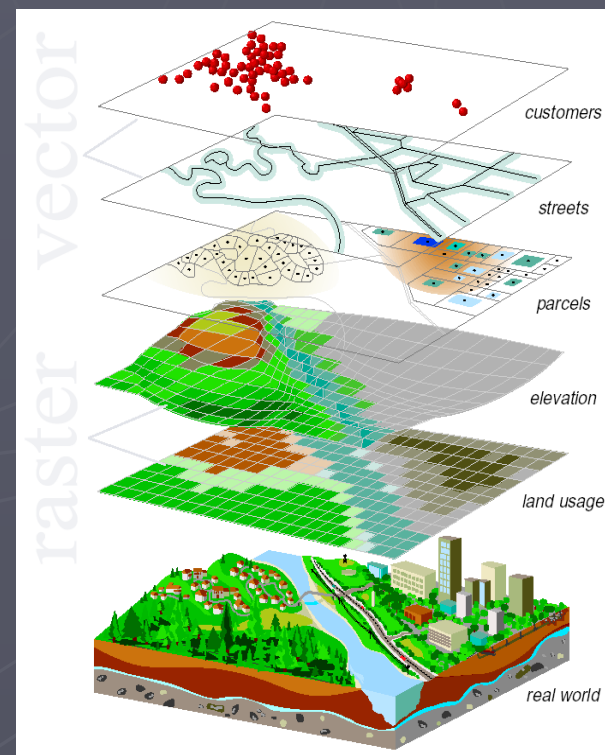 vector
raster
customers
streets
parcels
elevation
land usage
real world